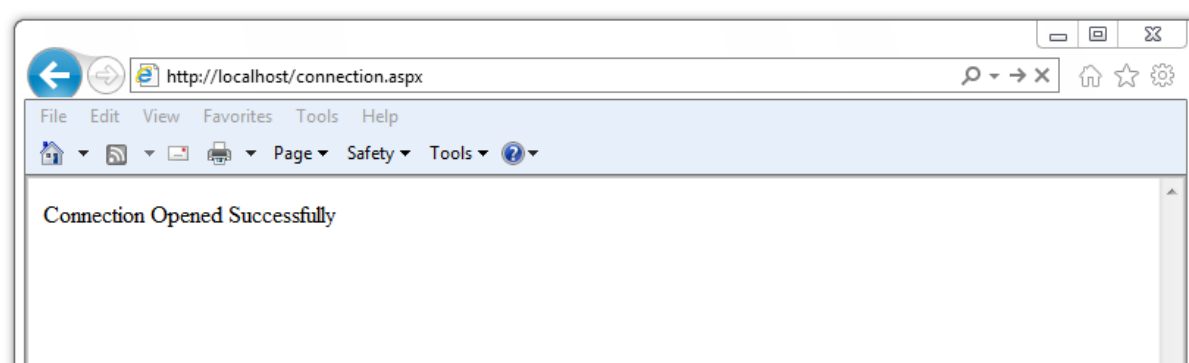 http://localhost/connection.aspx
File Edit View Favorites Tools Help
Page Safety Tools
Connection Opened Successfully